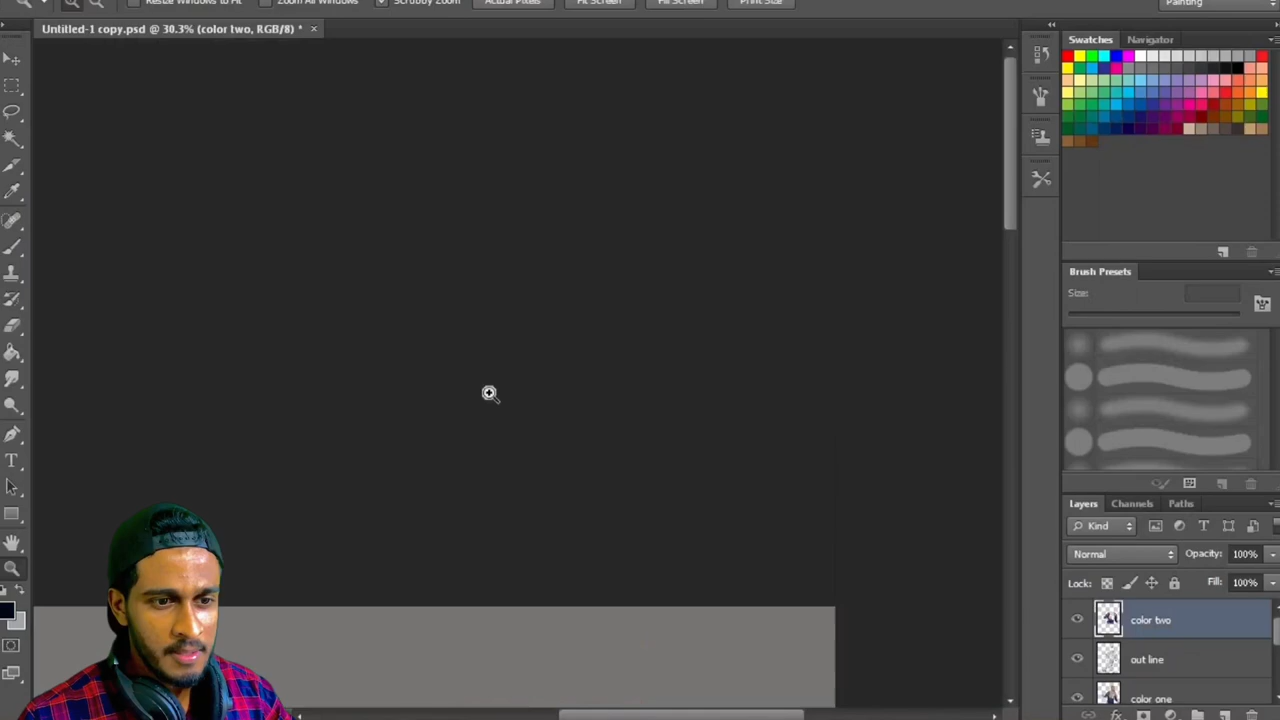 Resize Windows to Fit Zoom All Windows Scrubby Zoom Actual Pixels Fit Screen Fill Screen Print Size Painting
Untitled-1 copy.psd @ 30.3% (color two, RGB/8) * ×
Swatches Navigator
Brush Presets
Size:
Layers Channels Paths
Kind
Normal Opacity: 100%
Lock: Fill: 100%
color two
out line
color one